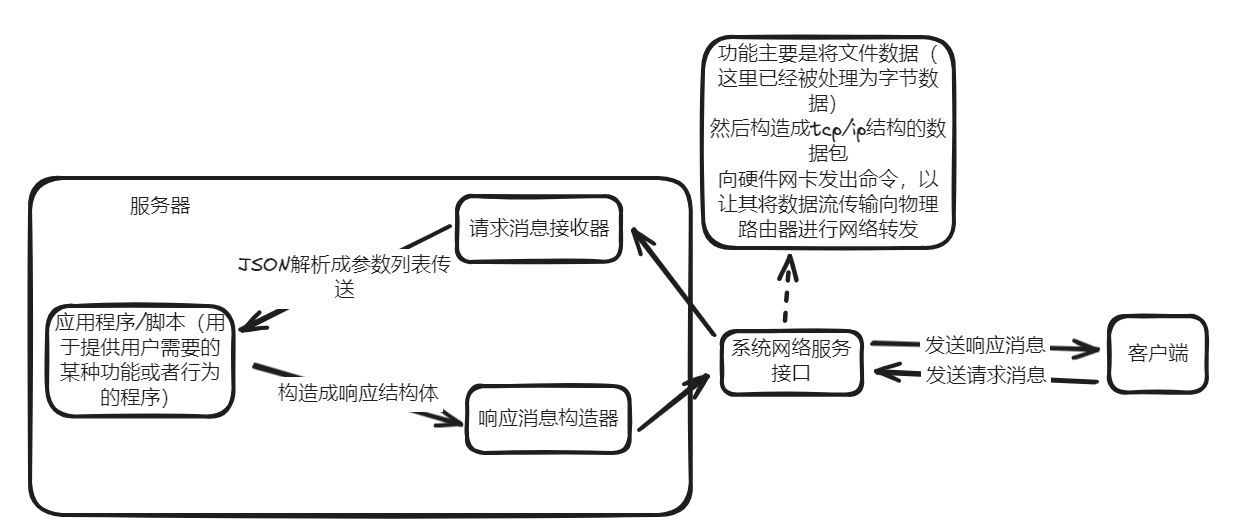 功能主要是将文件数据（
这里已经被处理为字节数
据）
然后构造成tcp/ip结构的数
据包
向硬件网卡发出命令，以
让其将数据流传输向物理
路由器进行网络转发
服务器
请求消息接收器
JSON解析成参数列表传
送
应用程序/脚本（用
于提供用户需要的
某种功能或者行为
的程序）
构造成响应结构体
响应消息构造器
系统网络服务
接口
发送响应消息
发送请求消息
客户端